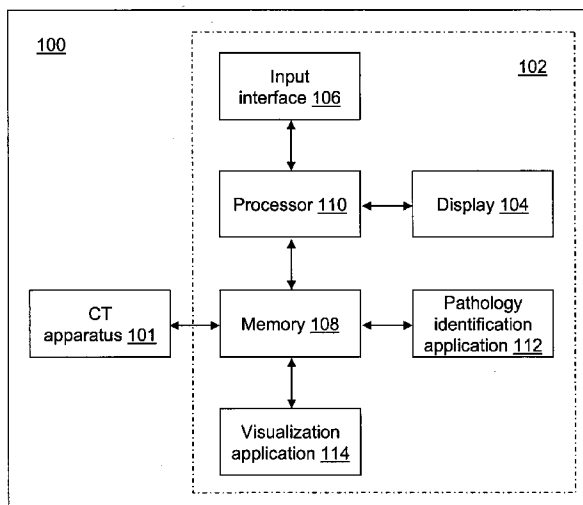 100
102
Input
interface 106
Processor 110
Display 104
CT
apparatus 101
Memory 108
Pathology
identification
application 112
Visualization
application 114